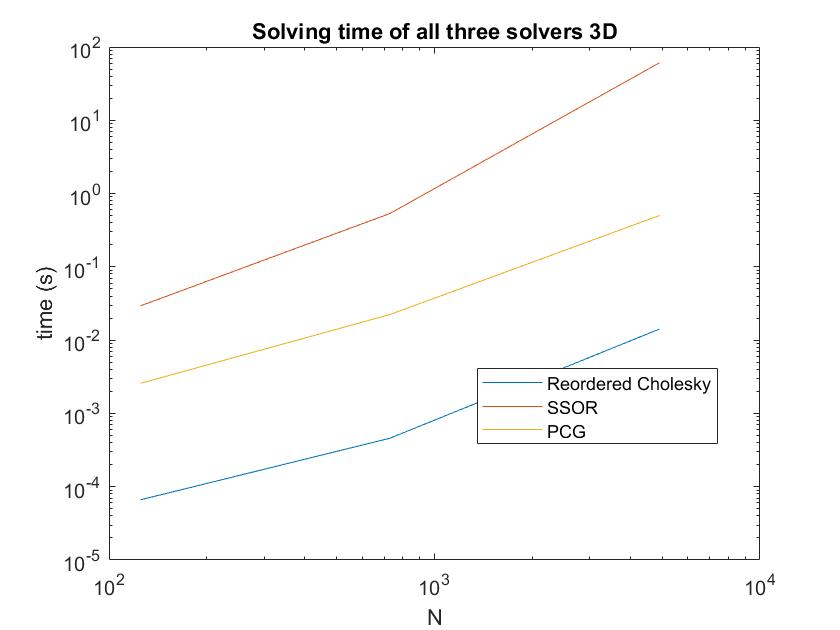 Solving time of all three solvers 3D
10^2
10^1
10^0
10^-1
10^-2
10^-3
10^-4
10^-5
time (s)
Reordered Cholesky
SSOR
PCG
10^2 10^3 10^4
N